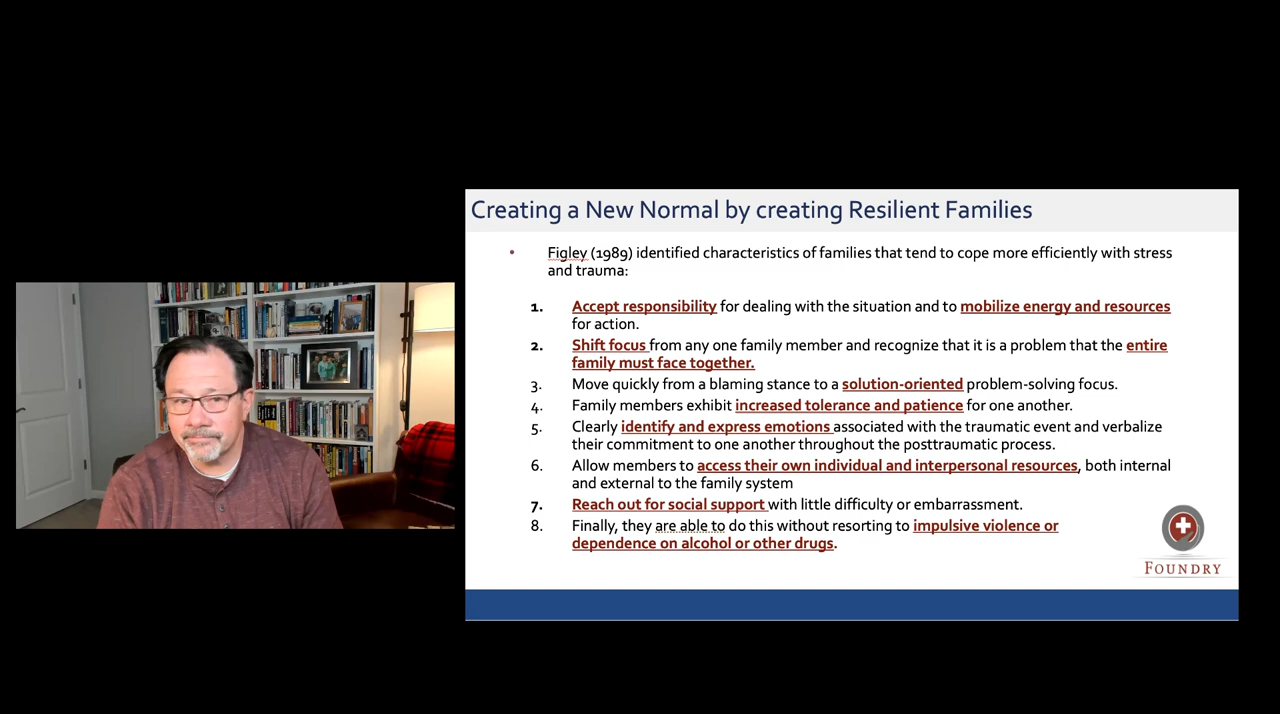 Creating a New Normal by creating Resilient Families
• Figley (1989) identified characteristics of families that tend to cope more efficiently with stress
and trauma:
1. Accept responsibility for dealing with the situation and to mobilize energy and resources
for action.
2. Shift focus from any one family member and recognize that it is a problem that the entire
family must face together.
3. Move quickly from a blaming stance to a solution-oriented problem-solving focus.
4. Family members exhibit increased tolerance and patience for one another.
5. Clearly identify and express emotions associated with the traumatic event and verbalize
their commitment to one another throughout the posttraumatic process.
6. Allow members to access their own individual and interpersonal resources, both internal
and external to the family system
7. Reach out for social support with little difficulty or embarrassment.
8. Finally, they are able to do this without resorting to impulsive violence or
dependence on alcohol or other drugs.
FOUNDRY